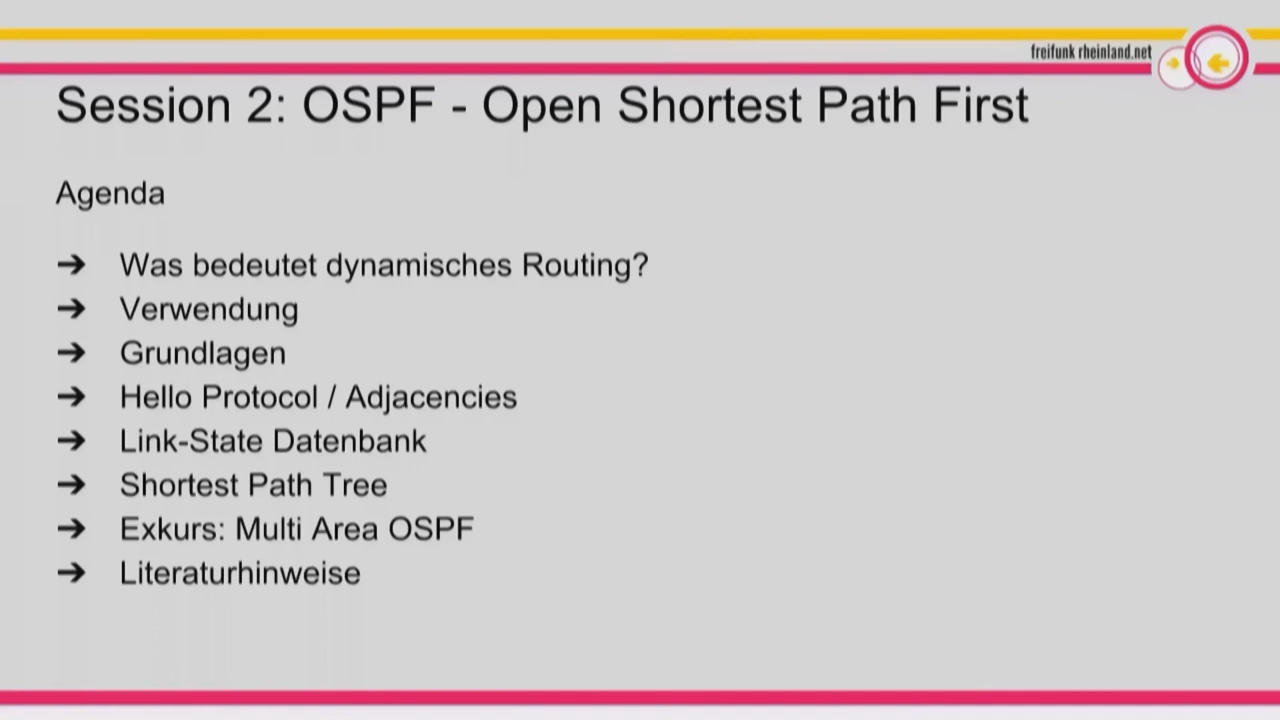 freifunk rheinland.net
Session 2: OSPF - Open Shortest Path First
Agenda
➔ Was bedeutet dynamisches Routing?
➔ Verwendung
➔ Grundlagen
➔ Hello Protocol / Adjacencies
➔ Link-State Datenbank
➔ Shortest Path Tree
➔ Exkurs: Multi Area OSPF
➔ Literaturhinweise